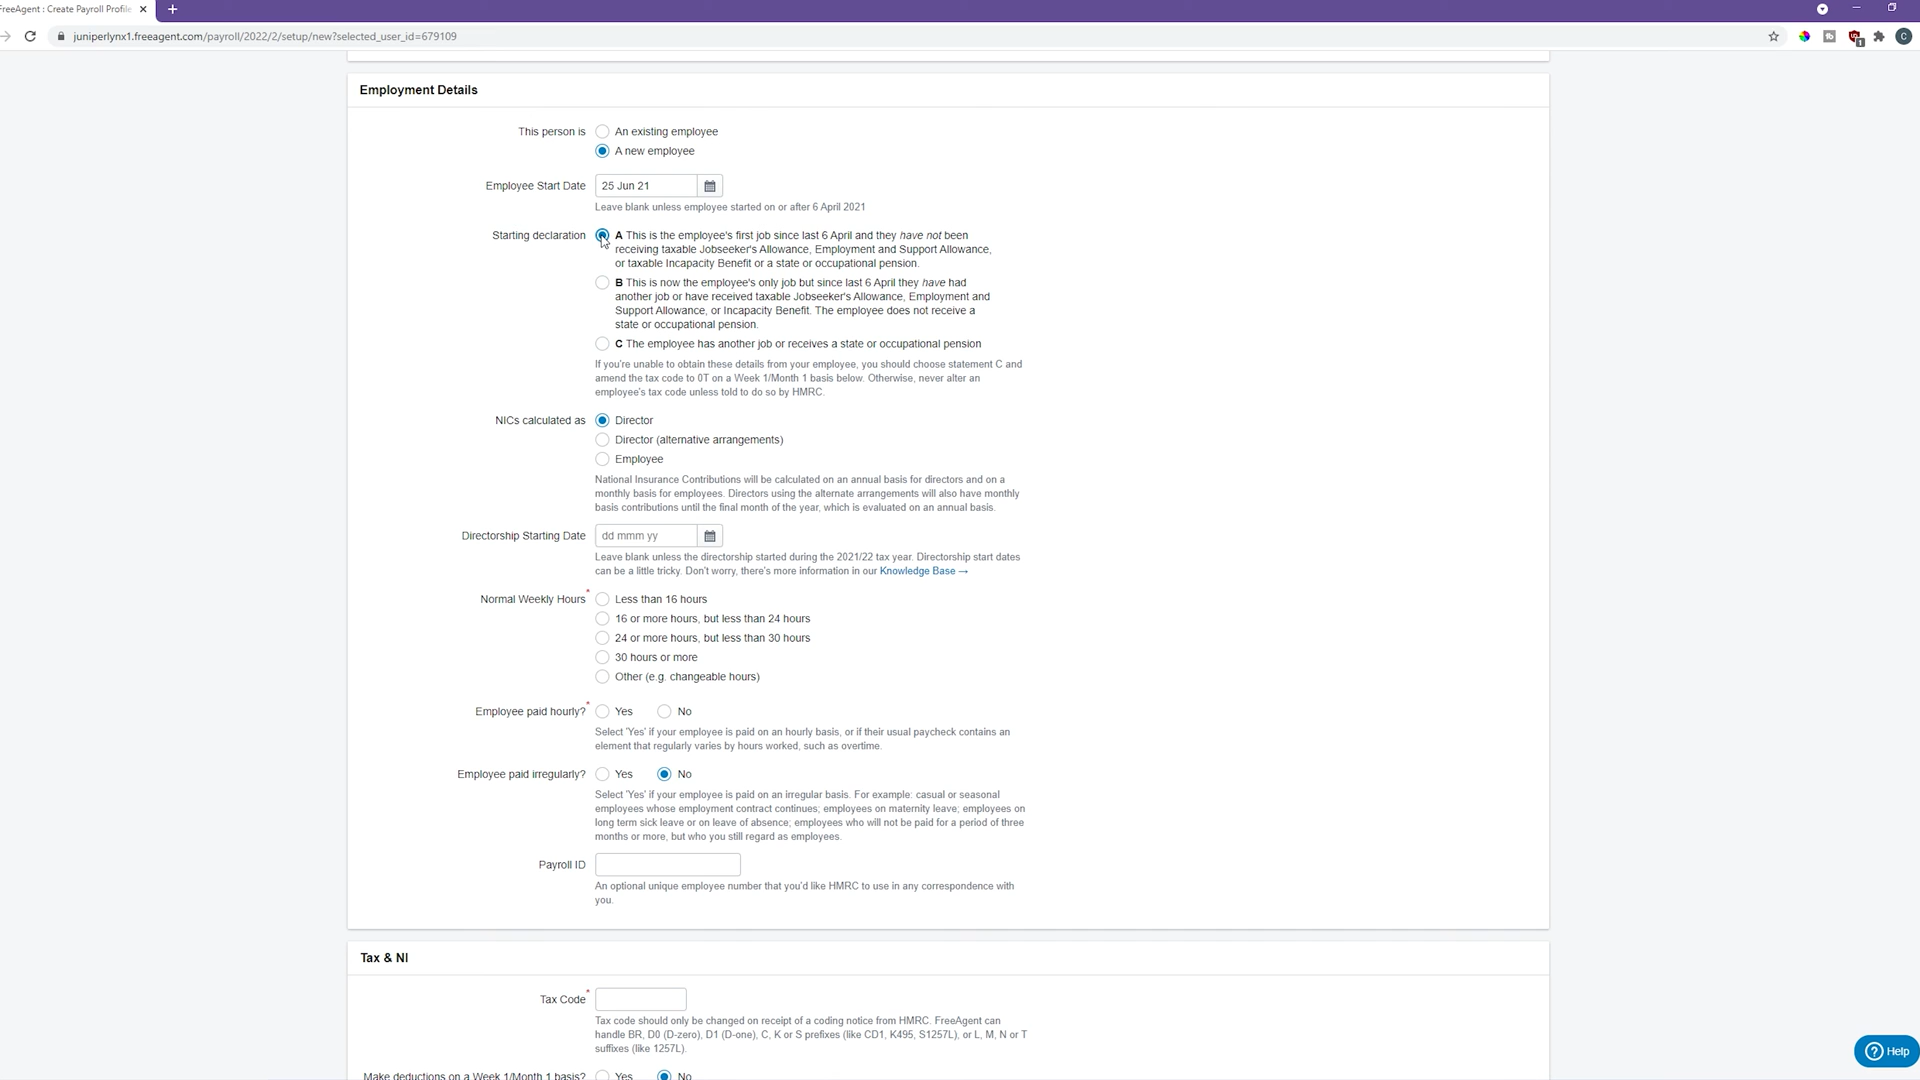 FreeAgent : Create Payroll Profile
juniperlynx1.freeagent.com/payroll/2022/2/setup/new?selected_user_id=679109
1
C
Employment Details
This person is
An existing employee
A new employee
Employee Start Date
25 Jun 21
Leave blank unless employee started on or after 6 April 2021
Starting declaration
A This is the employee's first job since last 6 April and they have not been
receiving taxable Jobseeker's Allowance, Employment and Support Allowance,
or taxable Incapacity Benefit or a state or occupational pension.
B This is now the employee's only job but since last 6 April they have had
another job or have received taxable Jobseeker's Allowance, Employment and
Support Allowance, or Incapacity Benefit. The employee does not receive a
state or occupational pension.
C The employee has another job or receives a state or occupational pension
If you're unable to obtain these details from your employee, you should choose statement C and
amend the tax code to 0T on a Week 1/Month 1 basis below. Otherwise, never alter an
employee's tax code unless told to do so by HMRC.
NICs calculated as
Director
Director (alternative arrangements)
Employee
National Insurance Contributions will be calculated on an annual basis for directors and on a
monthly basis for employees. Directors using the alternate arrangements will also have monthly
basis contributions until the final month of the year, which is evaluated on an annual basis.
Directorship Starting Date
dd mmm yy
Leave blank unless the directorship started during the 2021/22 tax year. Directorship start dates
can be a little tricky. Don't worry, there's more information in our Knowledge Base →
Normal Weekly Hours *
Less than 16 hours
16 or more hours, but less than 24 hours
24 or more hours, but less than 30 hours
30 hours or more
Other (e.g. changeable hours)
Employee paid hourly? *
Yes No
Select 'Yes' if your employee is paid on an hourly basis, or if their usual paycheck contains an
element that regularly varies by hours worked, such as overtime.
Employee paid irregularly?
Yes No
Select 'Yes' if your employee is paid on an irregular basis. For example: casual or seasonal
employees whose employment contract continues; employees on maternity leave; employees on
long term sick leave or on leave of absence; employees who will not be paid for a period of three
months or more, but who you still regard as employees.
Payroll ID
An optional unique employee number that you'd like HMRC to use in any correspondence with
you.
Tax & NI
Tax Code *
Tax code should only be changed on receipt of a coding notice from HMRC. FreeAgent can
handle BR, D0 (D-zero), D1 (D-one), C, K or S prefixes (like CD1, K495, S1257L), or L, M, N or T
suffixes (like 1257L).
Make deductions on a Week 1/Month 1 basis?
Yes No
? Help